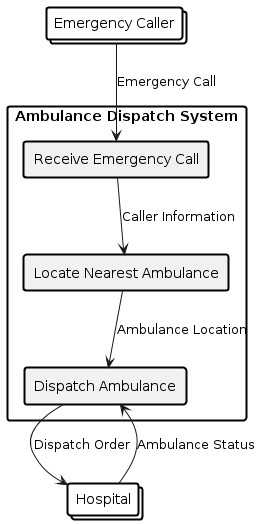 Emergency Caller
Emergency Call
Ambulance Dispatch System
Receive Emergency Call
Caller Information
Locate Nearest Ambulance
Ambulance Location
Dispatch Ambulance
Dispatch Order
Ambulance Status
Hospital